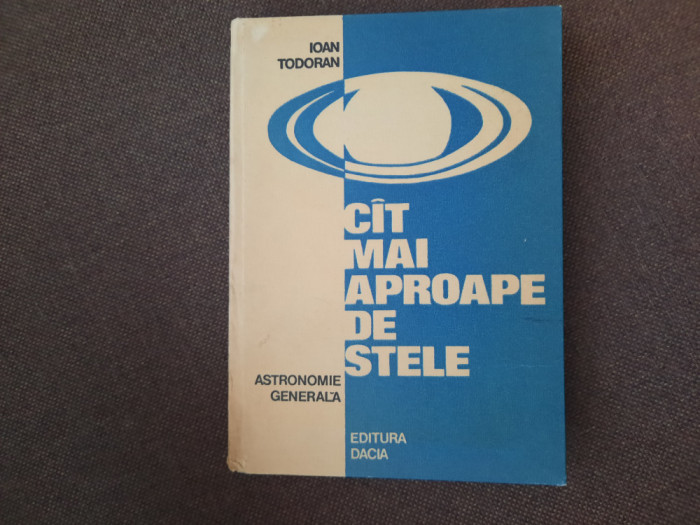 IOAN
TODORAN
CÎT
MAI
APROAPE
DE
STELE
ASTRONOMIE
GENERALĂ
EDITURA
DACIA